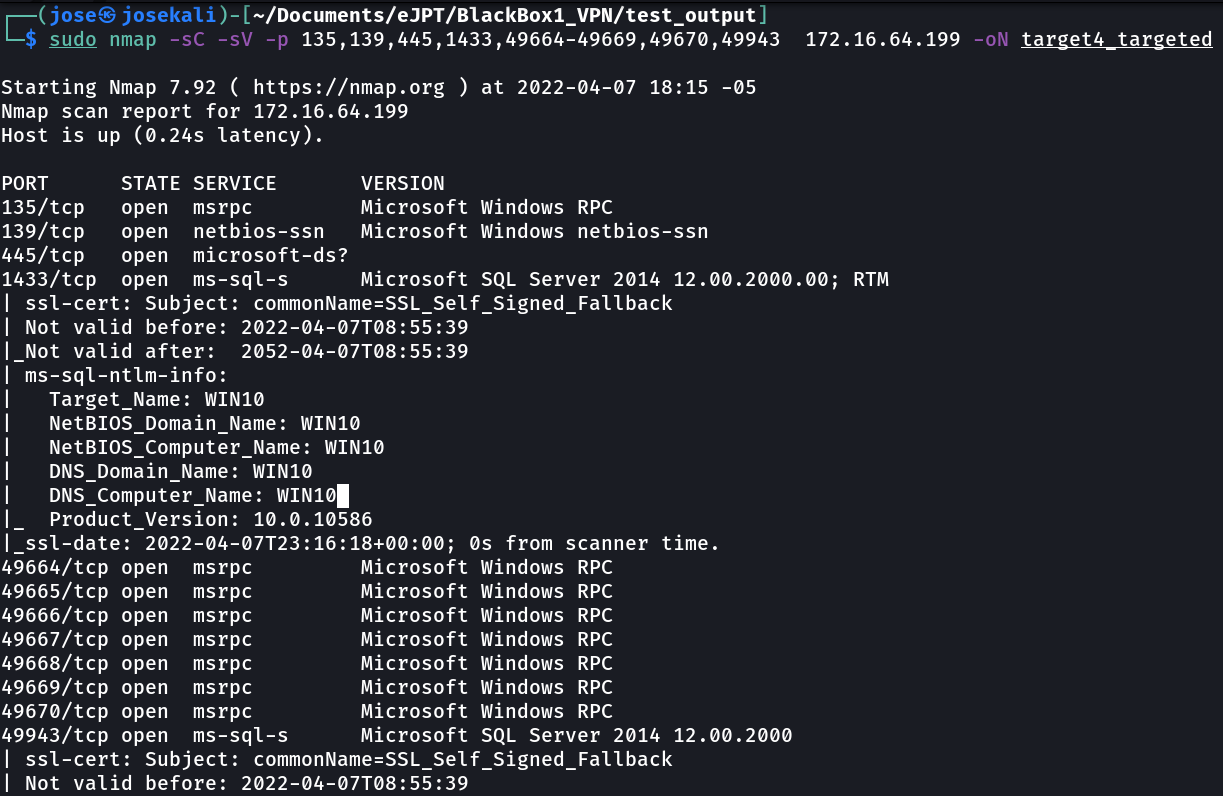 ┌──(jose㉿josekali)-[~/Documents/eJPT/BlackBox1_VPN/test_output]
└─$ sudo nmap -sC -sV -p 135,139,445,1433,49664-49669,49670,49943  172.16.64.199 -oN target4_targeted
Starting Nmap 7.92 ( https://nmap.org ) at 2022-04-07 18:15 -05
Nmap scan report for 172.16.64.199
Host is up (0.24s latency).
PORT      STATE SERVICE       VERSION
135/tcp   open  msrpc         Microsoft Windows RPC
139/tcp   open  netbios-ssn   Microsoft Windows netbios-ssn
445/tcp   open  microsoft-ds?
1433/tcp  open  ms-sql-s      Microsoft SQL Server 2014 12.00.2000.00; RTM
| ssl-cert: Subject: commonName=SSL_Self_Signed_Fallback
| Not valid before: 2022-04-07T08:55:39
|_Not valid after:  2052-04-07T08:55:39
| ms-sql-ntlm-info:
|   Target_Name: WIN10
|   NetBIOS_Domain_Name: WIN10
|   NetBIOS_Computer_Name: WIN10
|   DNS_Domain_Name: WIN10
|   DNS_Computer_Name: WIN10
|_  Product_Version: 10.0.10586
|_ssl-date: 2022-04-07T23:16:18+00:00; 0s from scanner time.
49664/tcp open  msrpc         Microsoft Windows RPC
49665/tcp open  msrpc         Microsoft Windows RPC
49666/tcp open  msrpc         Microsoft Windows RPC
49667/tcp open  msrpc         Microsoft Windows RPC
49668/tcp open  msrpc         Microsoft Windows RPC
49669/tcp open  msrpc         Microsoft Windows RPC
49670/tcp open  msrpc         Microsoft Windows RPC
49943/tcp open  ms-sql-s      Microsoft SQL Server 2014 12.00.2000
| ssl-cert: Subject: commonName=SSL_Self_Signed_Fallback
| Not valid before: 2022-04-07T08:55:39